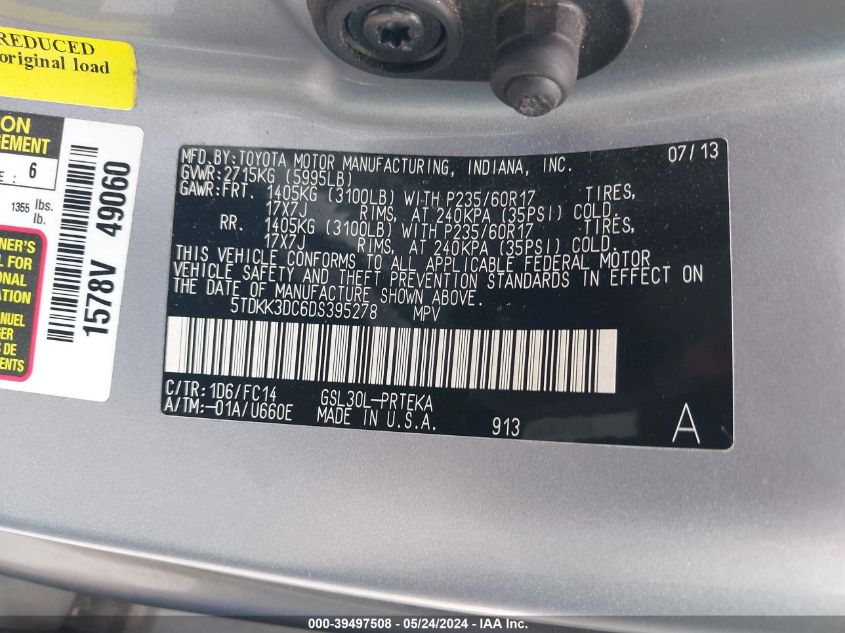 REDUCED
original load
ON
GEMENT
E : 6
1355 lbs.
lb.
NER'S
L FOR
ONAL
ATION
NUEL
R
S DE
MENTS
1578V 49060
MFD.BY:TOYOTA MOTOR MANUFACTURING, INDIANA, INC. 07/13
GVWR:2715KG (5995LB)
GAWR:FRT. 1405KG (3100LB) WITH P235/60R17 TIRES,
17X7J RIMS, AT 240KPA (35PSI) COLD.
RR. 1405KG (3100LB) WITH P235/60R17 TIRES,
17X7J RIMS, AT 240KPA (35PSI) COLD.
THIS VEHICLE CONFORMS TO ALL APPLICABLE FEDERAL MOTOR
VEHICLE SAFETY AND THEFT PREVENTION STANDARDS IN EFFECT ON
THE DATE OF MANUFACTURE SHOWN ABOVE.
5TDKK3DC6DS395278 MPV
C/TR:1D6/FC14 GSL30L-PRTEKA
A/TM:-01A/U660E MADE IN U.S.A. 913 A
000-39497508 - 05/24/2024 - IAAI.com